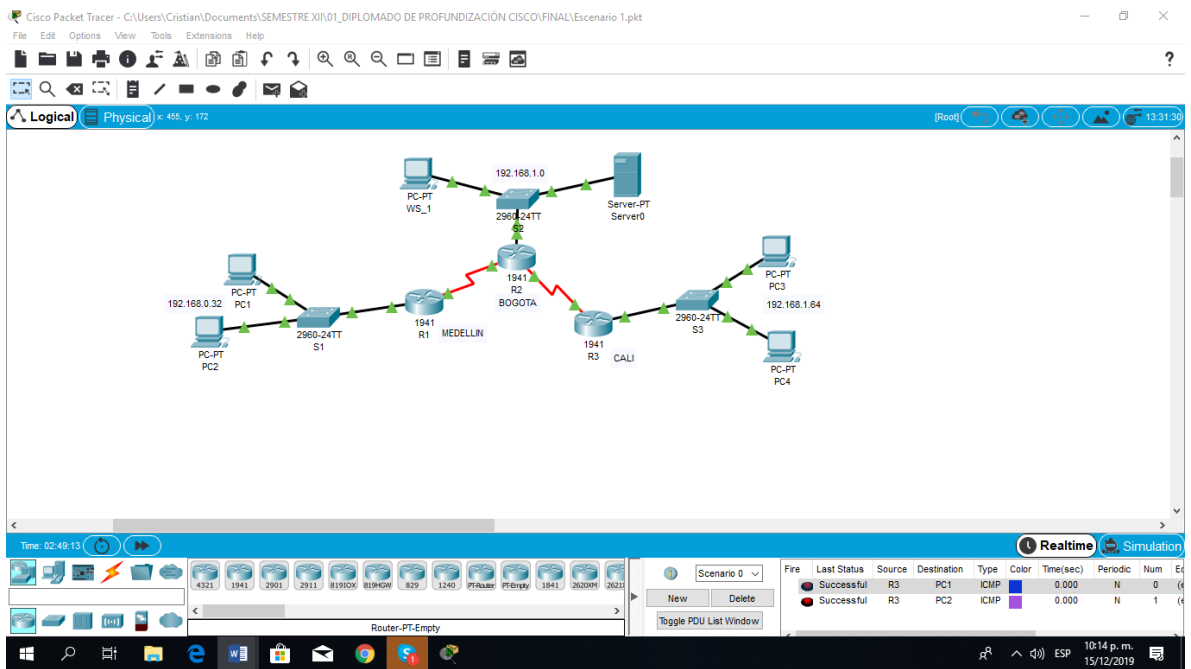 Cisco Packet Tracer - C:\Users\Cristian\Documents\SEMESTRE XII\01_DIPLOMADO DE PROFUNDIZACIÓN CISCO\FINAL\Escenario 1.pkt
File Edit Options View Tools Extensions Help
?
Logical Physical x: 455, y: 172 [Root] 13:31:30
192.168.1.0
PC-PT
WS_1
Server-PT
Server0
2960-24TT
S2
1941
R2
BOGOTA
PC-PT
PC1
192.168.0.32
PC-PT
PC2
2960-24TT
S1
1941
R1
MEDELLIN
1941
R3
CALI
2960-24TT
S3
PC-PT
PC3
192.168.1.64
PC-PT
PC4
Time: 02:49:13 Realtime Simulation
4321 1941 2901 2911 819IOX 819HGW 829 1240 PT-Router PT-Empty 1841 2620XM 2621
Router-PT-Empty
Scenario 0
New Delete
Toggle PDU List Window
Fire Last Status Source Destination Type Color Time(sec) Periodic Num Ed
Successful R3 PC1 ICMP 0.000 N 0 (e
Successful R3 PC2 ICMP 0.000 N 1 (e
ESP
10:14 p. m.
15/12/2019